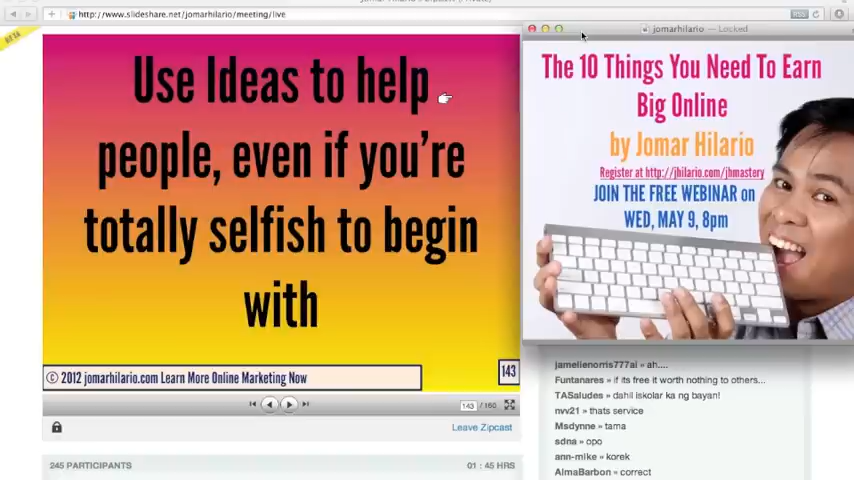 http://www.slideshare.net/jomarhilario/meeting/live
RSS
BETA
Use Ideas to help
people, even if you're
totally selfish to begin
with
© 2012 jomarhilario.com Learn More Online Marketing Now
143
143 / 160
Leave Zipcast
245 PARTICIPANTS
01 : 45 HRS
jomarhilario — Locked
The 10 Things You Need To Earn
Big Online
by Jomar Hilario
Register at http://jhilario.com/jhmastery
JOIN THE FREE WEBINAR on
WED, MAY 9, 8pm
jamelienorris777ai » ah....
Funtanares » if its free it worth nothing to others...
TASaludes » dahil iskolar ka ng bayan!
nvv21 » thats service
Msdynne » tama
sdna » opo
ann-mike » korek
AlmaBarbon » correct